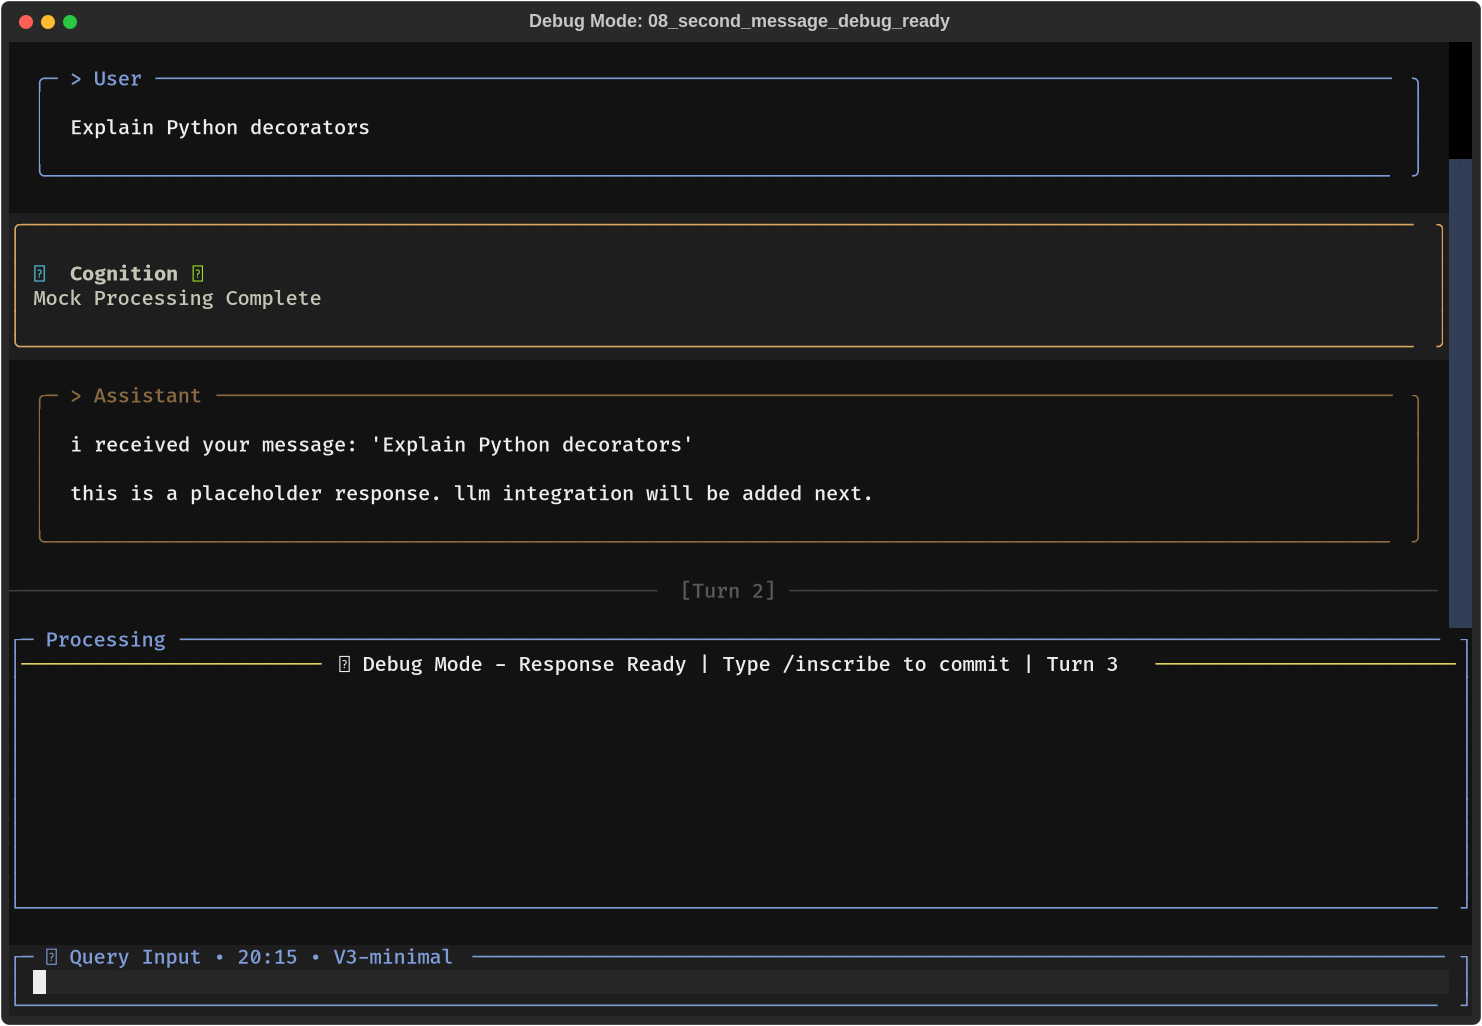 Debug Mode: 08_second_message_debug_ready
> User
Explain Python decorators
Cognition
Mock Processing Complete
> Assistant
i received your message: 'Explain Python decorators'
this is a placeholder response. llm integration will be added next.
[Turn 2]
Processing
Debug Mode - Response Ready | Type /inscribe to commit | Turn 3
Query Input • 20:15 • V3-minimal